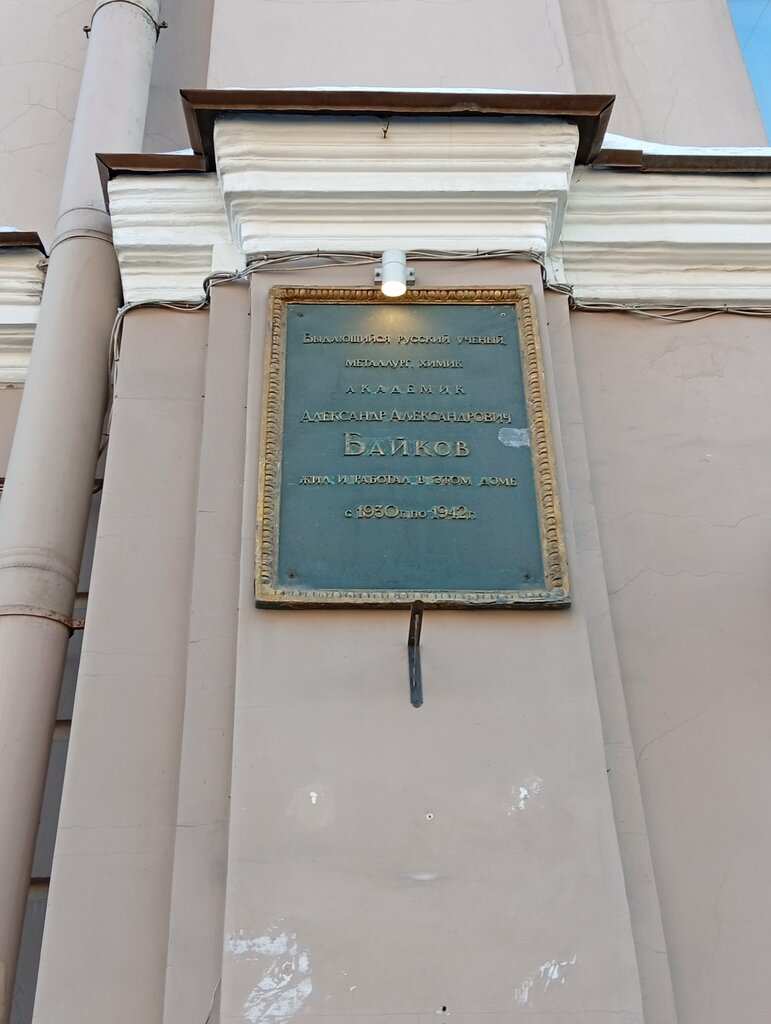 Выдающийся русский ученый,
металлург, химик
академик
Александр Александрович
Байков
жил и работал в этом доме
с 1930 г. по 1942 г.